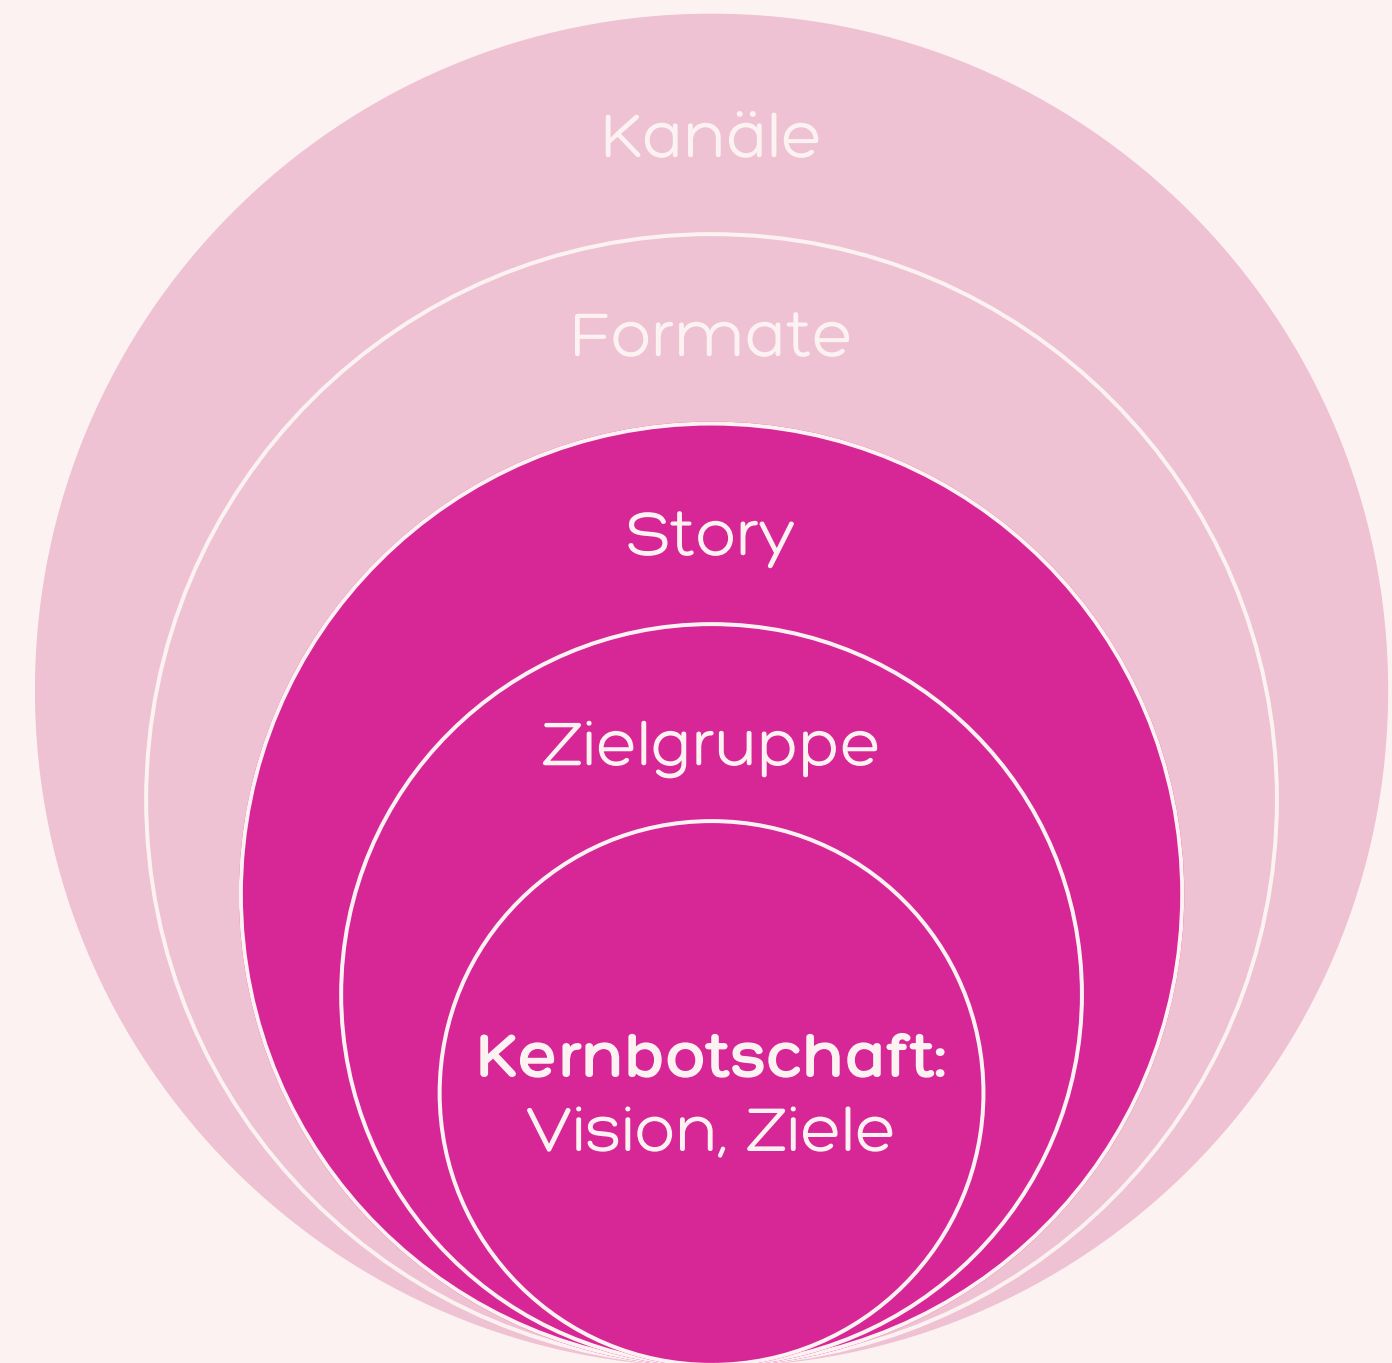 Kanäle
Formate
Story
Zielgruppe
Kernbotschaft:
Vision, Ziele